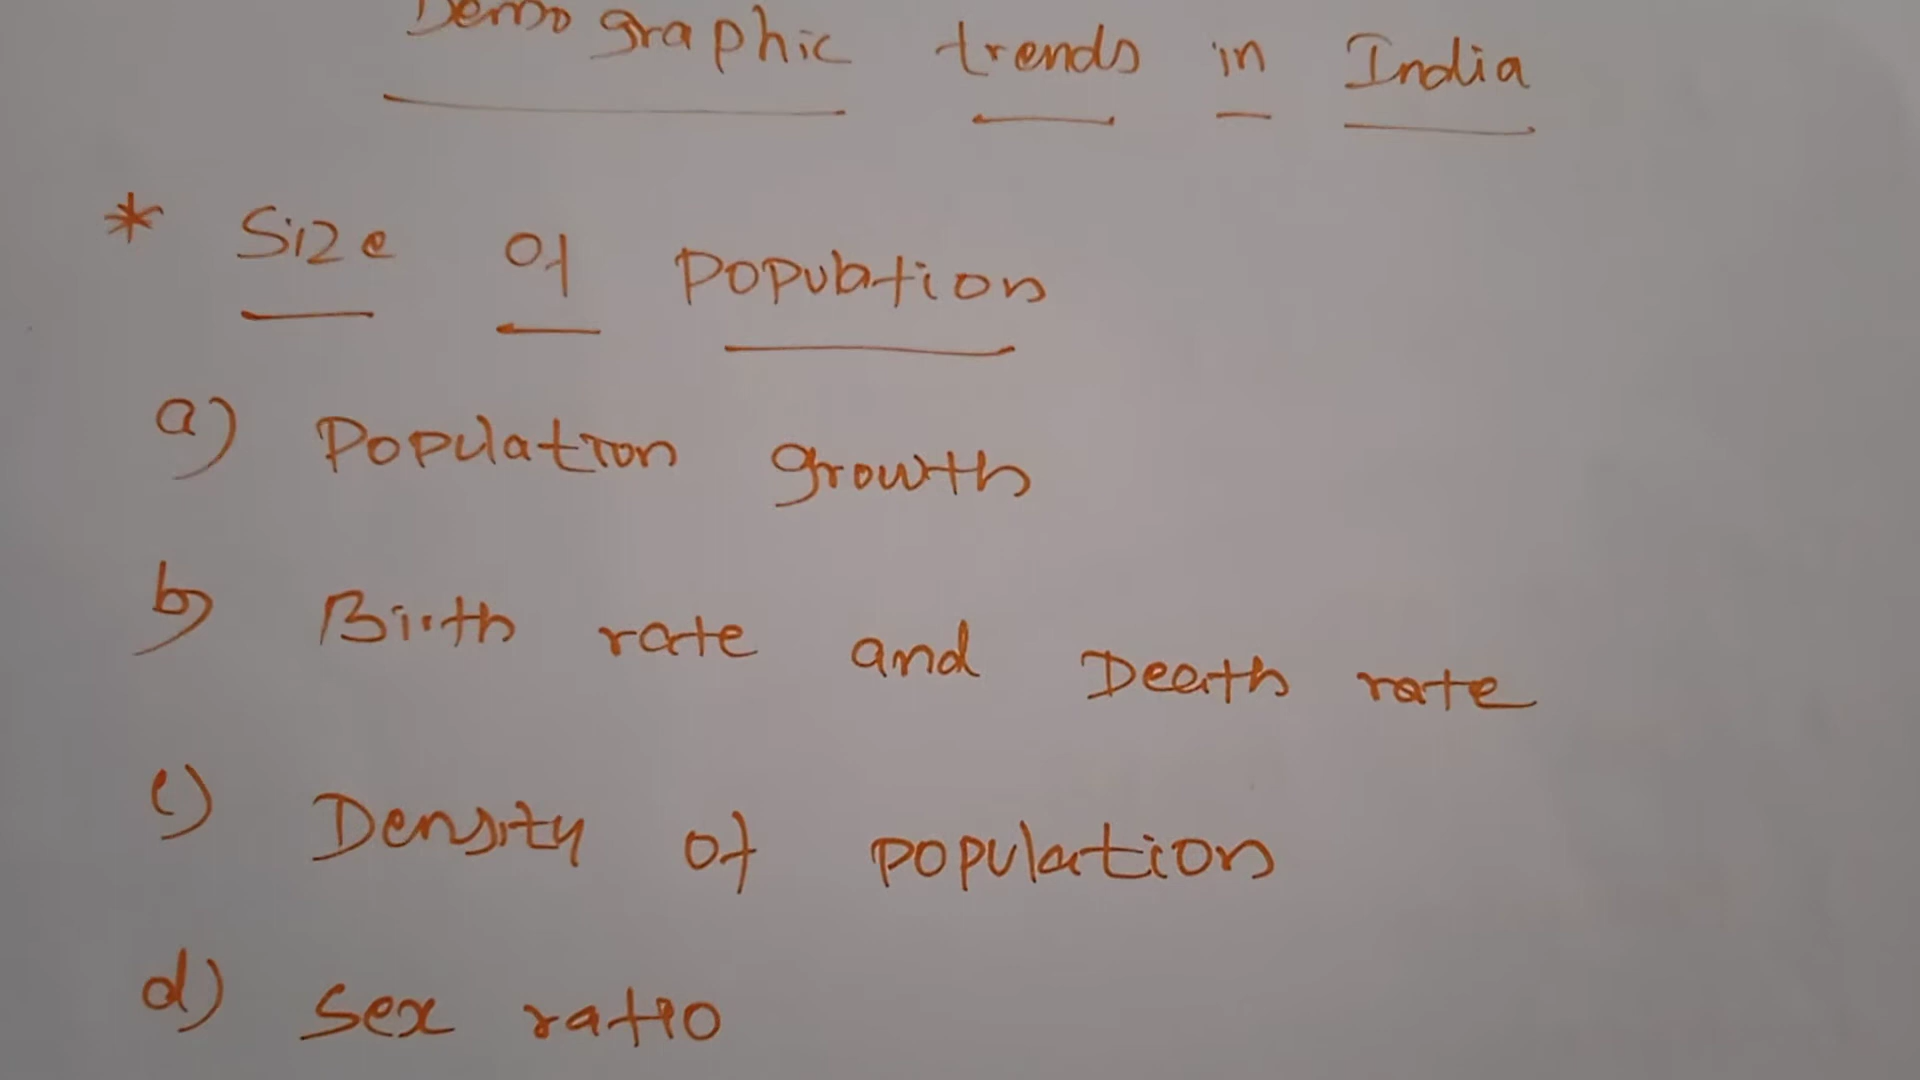 Demographic trends in India
* Size of Population
a) Population growth
b) Birth rate and Death rate
c) Density of population
d) Sex ratio